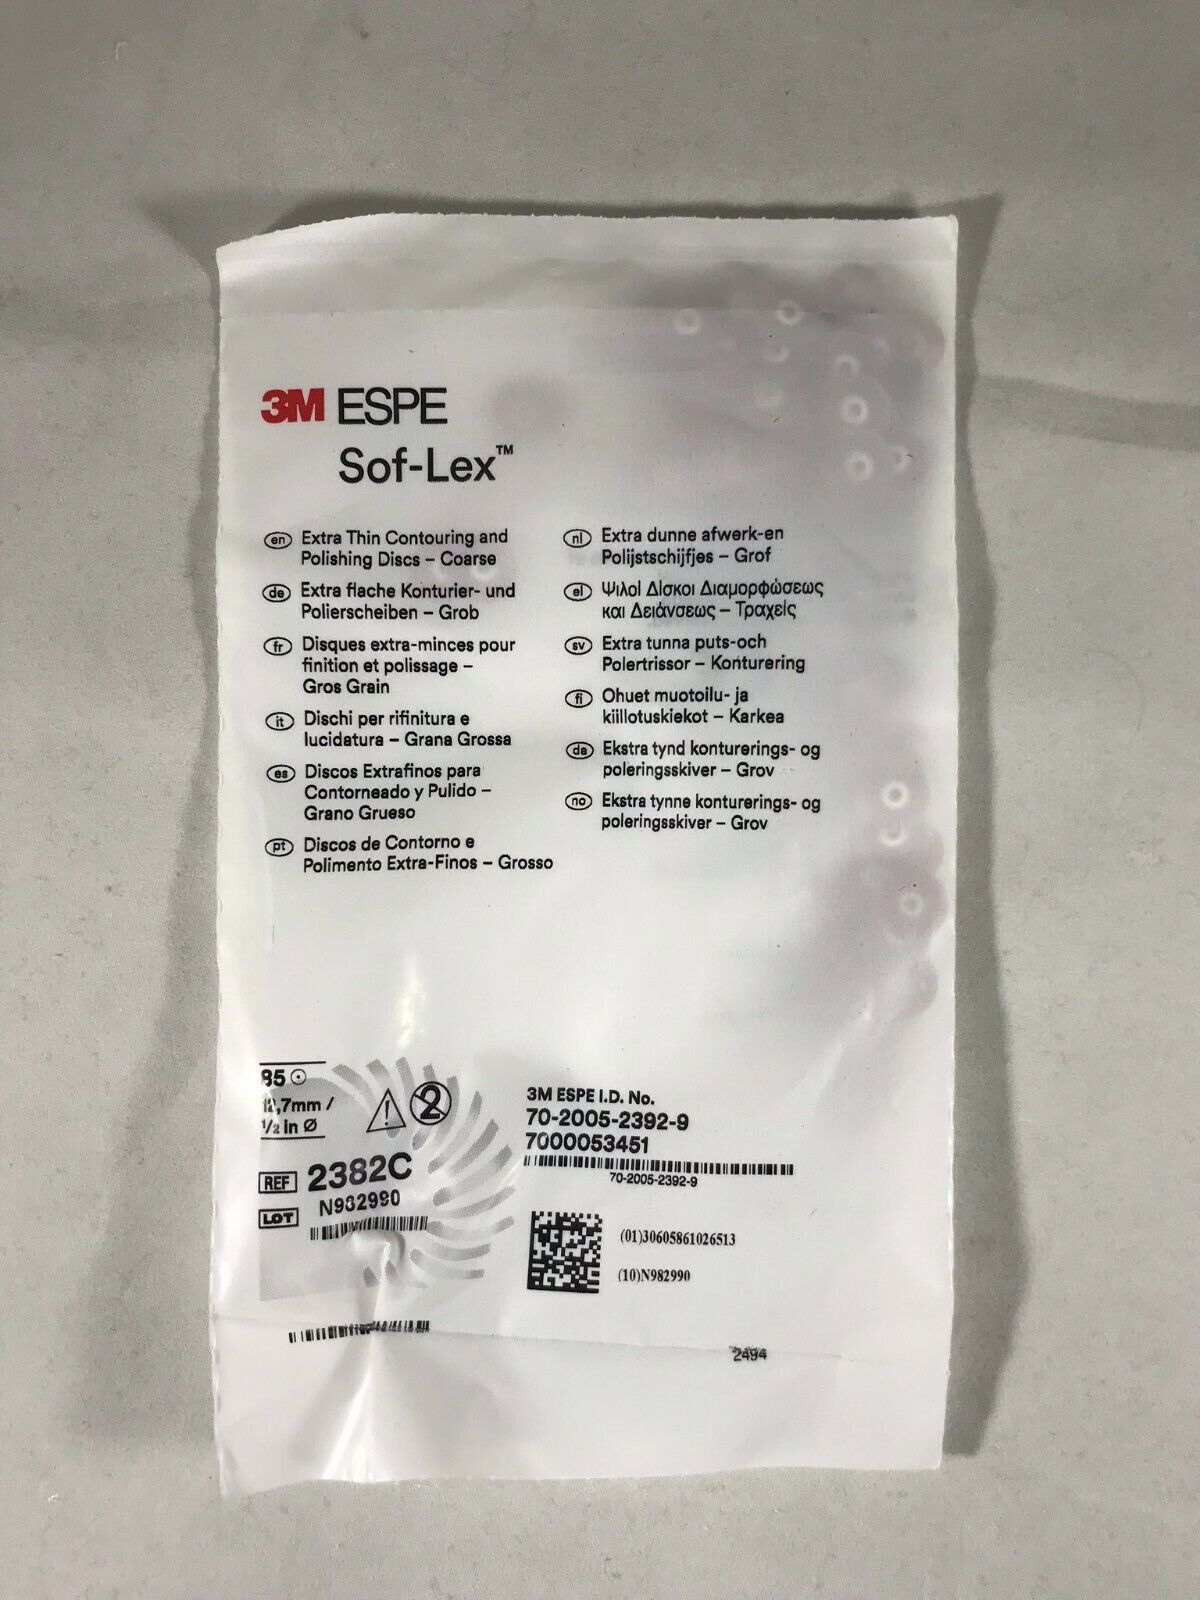 3M ESPE
Sof-Lex™
en Extra Thin Contouring and
Polishing Discs – Coarse
de Extra flache Konturier- und
Polierscheiben – Grob
fr Disques extra-minces pour
finition et polissage –
Gros Grain
it Dischi per rifinitura e
lucidatura – Grana Grossa
es Discos Extrafinos para
Contorneado y Pulido –
Grano Grueso
pt Discos de Contorno e
Polimento Extra-Finos – Grosso
nl Extra dunne afwerk-en
Polijstschijfjes – Grof
el Ψιλοί Δίσκοι Διαμορφώσεως
και Δειάνσεως – Τραχείς
sv Extra tunna puts-och
Polertrissor – Konturering
fi Ohuet muotoilu- ja
kiillotuskiekot – Karkea
da Ekstra tynd konturerings- og
poleringsskiver – Grov
no Ekstra tynne konturerings- og
poleringsskiver – Grov
85
12,7mm /
1/2 in Ø
2
REF 2382C
LOT N982990
3M ESPE I.D. No.
70-2005-2392-9
7000053451
70-2005-2392-9
(01)30605861026513
(10)N982990
2494